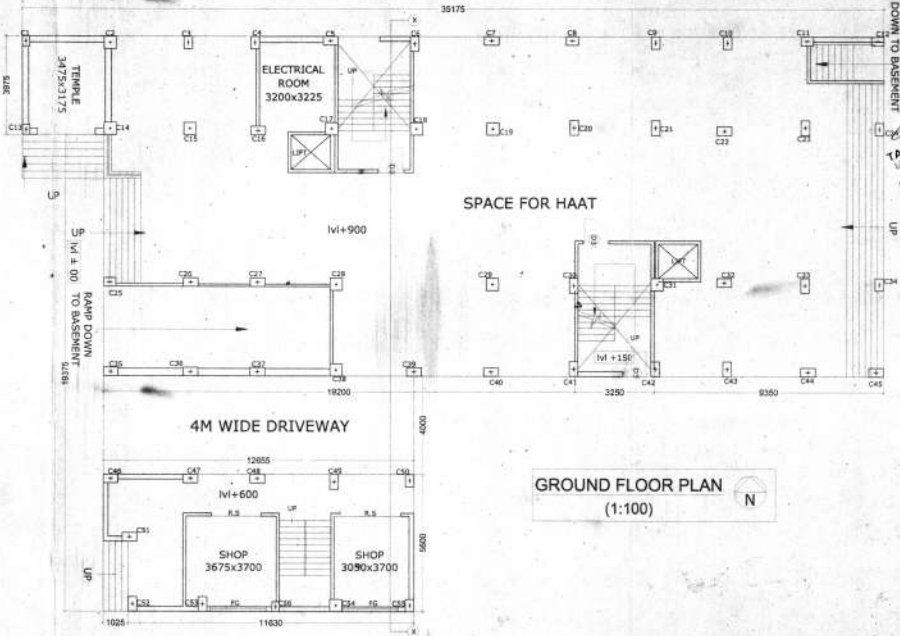 35175
X
DOWN TO BASEMENT
C1
C2
C3
C4
C5
C6
C7
C8
C9
C10
C11
3975
TEMPLE
3475x3175
ELECTRICAL
ROOM
3200x3225
UP
C13
C14
C15
C16
C17
C18
C19
C20
C21
C22
C23
LIFT
D
UP
SPACE FOR HAAT
UP
lvl+900
UP
lvl ± 00
D
LIFT
C25
C26
C27
C28
C29
C30
C31
C32
C33
C34
RAMP DOWN
TO BASEMENT
UP
lvl +150
C35
C36
C37
C38
C39
C40
C41
C42
C43
C44
C45
19200
3250
9350
4M WIDE DRIVEWAY
4000
12655
C46
C47
C48
C49
C50
lvl+600
R.S
UP
R.S
GROUND FLOOR PLAN
(1:100)
N
C51
SHOP
3675x3700
SHOP
3050x3700
5600
UP
C52
C53
FG
C54
FG
C55
1025
11630
X